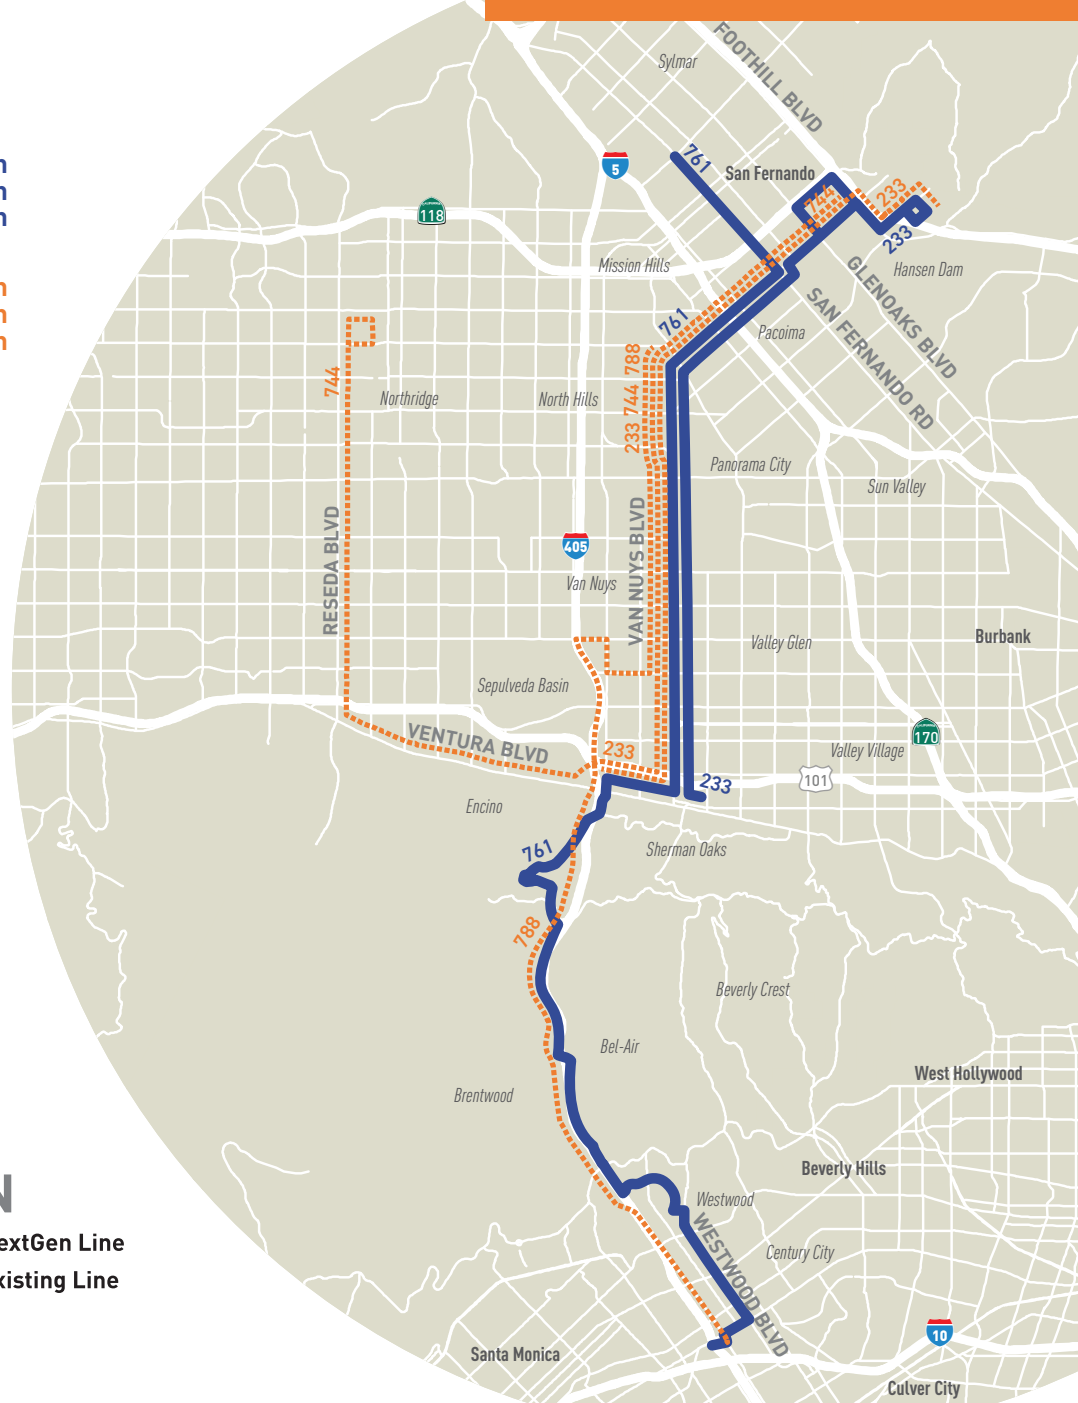 FOOTHILL BLVD
Sylmar
n
n
n
761
5
San Fernando
744
233
118
233
Mission Hills
GLENOAKS BLVD
Hansen Dam
n
n
n
SAN FERNANDO RD
761
Pacoima
744
788
744
233
Northridge
North Hills
Panorama City
Sun Valley
RESEDA BLVD
405
VAN NUYS BLVD
Van Nuys
Valley Glen
Burbank
Sepulveda Basin
VENTURA BLVD
233
170
Valley Village
101
233
Encino
761
Sherman Oaks
788
Beverly Crest
Bel-Air
West Hollywood
Brentwood
Beverly Hills
N
Westwood
WESTWOOD BLVD
extGen Line
Century City
xisting Line
10
Santa Monica
Culver City